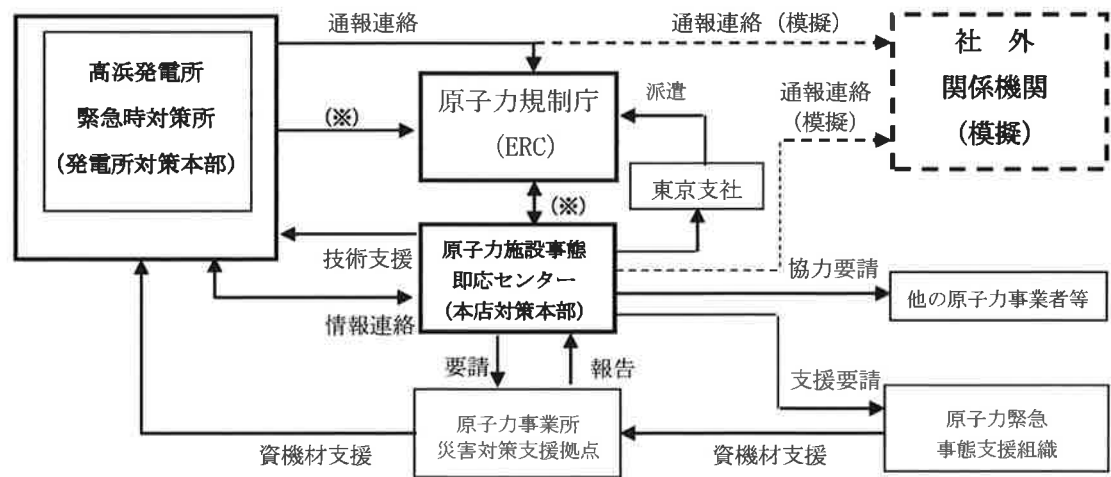 通報連絡
通報連絡（模擬）
高浜発電所
緊急時対策所
(発電所対策本部)
(※)
原子力規制庁
(ERC)
派遣
通報連絡
(模擬)
社　外
関係機関
(模擬)
東京支社
(※)
技術支援
原子力施設事態
即応センター
(本店対策本部)
情報連絡
協力要請
他の原子力事業者等
要請
報告
支援要請
資機材支援
原子力事業所
災害対策支援拠点
資機材支援
原子力緊急
事態支援組織